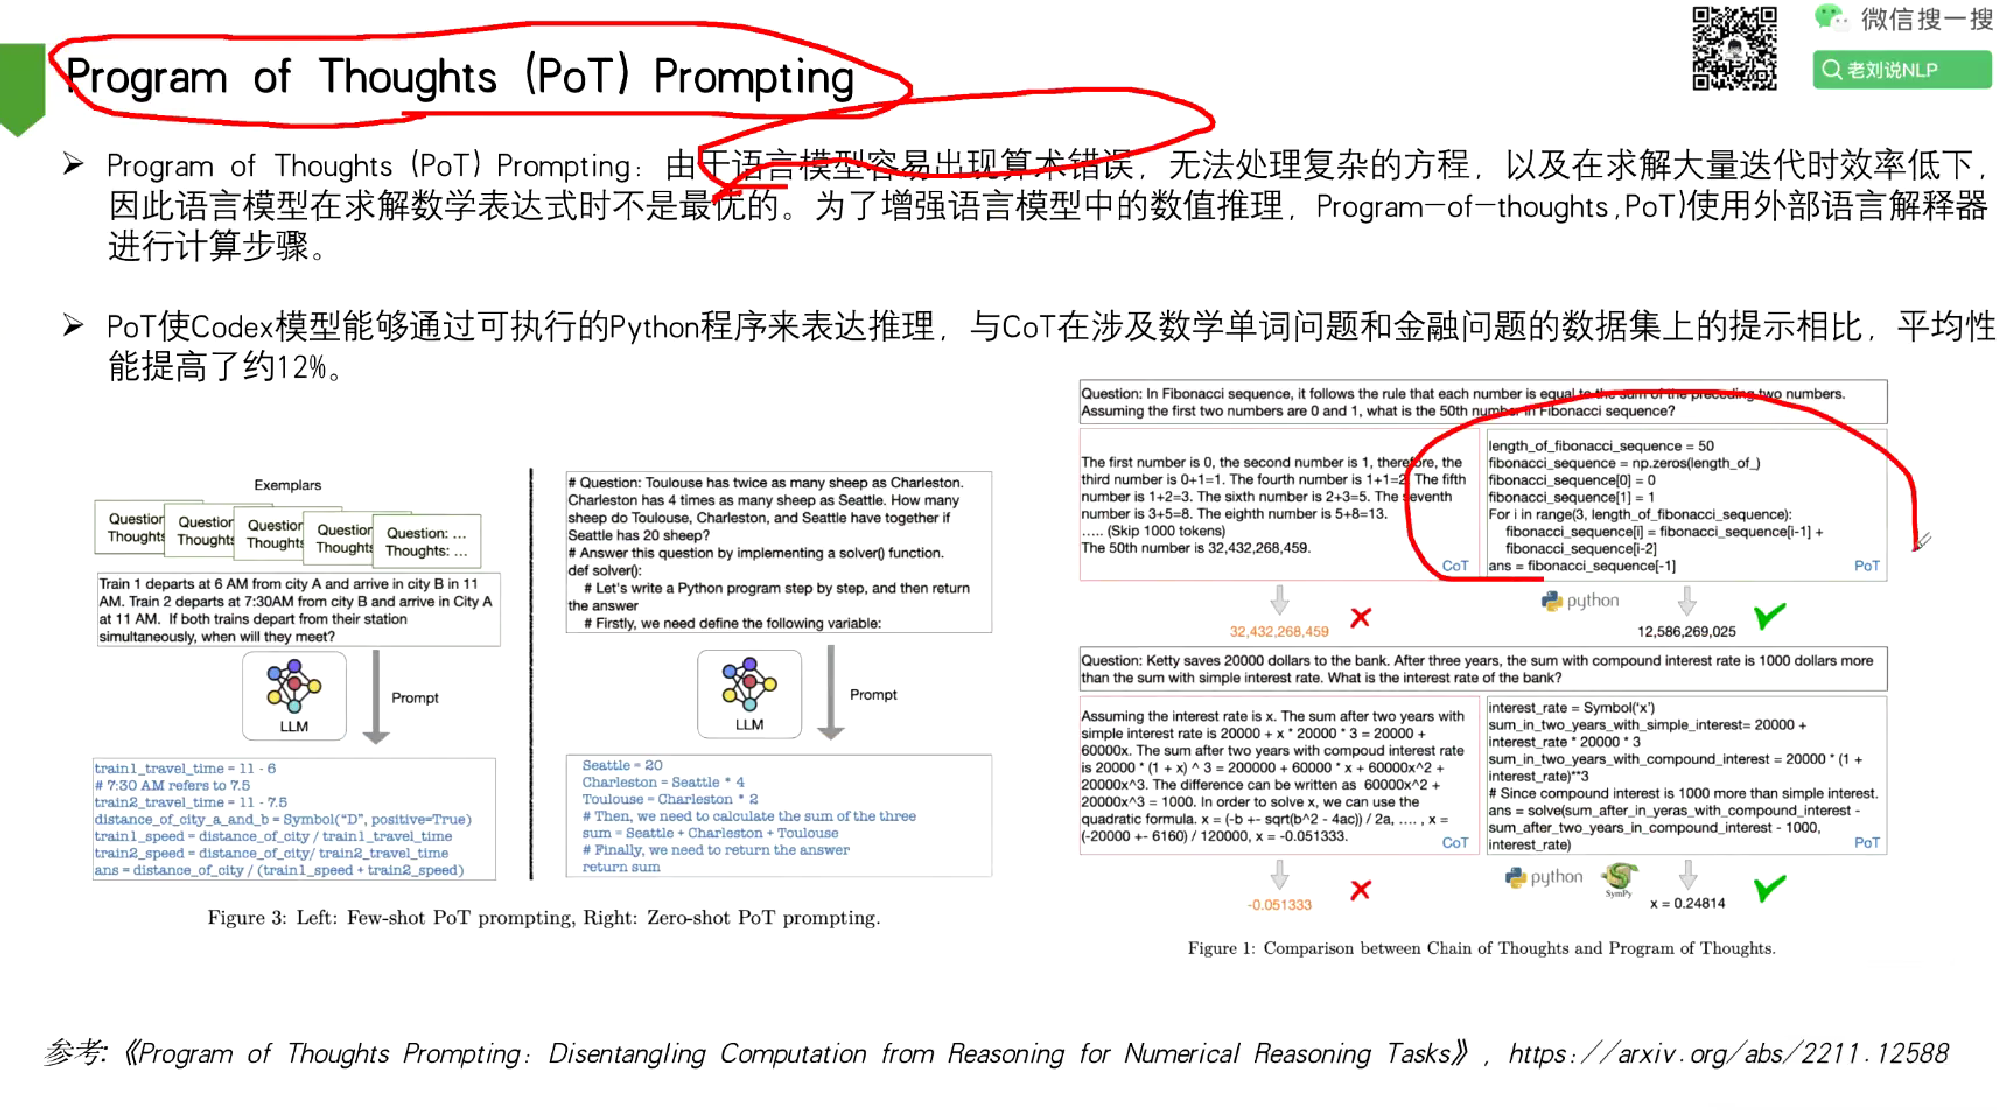 微信搜一搜
老刘说NLP
Program of Thoughts (PoT) Prompting
Program of Thoughts (PoT) Prompting: 由于语言模型容易出现算术错误，无法处理复杂的方程，以及在求解大量迭代时效率低下，
因此语言模型在求解数学表达式时不是最优的。为了增强语言模型中的数值推理，Program-of-thoughts,PoT)使用外部语言解释器
进行计算步骤。
PoT使Codex模型能够通过可执行的Python程序来表达推理，与CoT在涉及数学单词问题和金融问题的数据集上的提示相比，平均性
能提高了约12%。
Exemplars
Question
Thoughts
Question
Thoughts
Question
Thoughts
Question
Thoughts
Question: ...
Thoughts: ...
Train 1 departs at 6 AM from city A and arrive in city B in 11
AM. Train 2 departs at 7:30AM from city B and arrive in City A
at 11 AM. If both trains depart from their station
simultaneously, when will they meet?
LLM
Prompt
train1_travel_time = 11 - 6
# 7:30 AM refers to 7.5
train2_travel_time = 11 - 7.5
distance_of_city_a_and_b = Symbol("D", positive=True)
train1_speed = distance_of_city / train1_travel_time
train2_speed = distance_of_city/ train2_travel_time
ans = distance_of_city / (train1_speed + train2_speed)
# Question: Toulouse has twice as many sheep as Charleston.
Charleston has 4 times as many sheep as Seattle. How many
sheep do Toulouse, Charleston, and Seattle have together if
Seattle has 20 sheep?
# Answer this question by implementing a solver() function.
def solver():
# Let's write a Python program step by step, and then return
the answer
# Firstly, we need define the following variable:
LLM
Prompt
Seattle = 20
Charleston = Seattle * 4
Toulouse = Charleston * 2
# Then, we need to calculate the sum of the three
sum = Seattle + Charleston + Toulouse
# Finally, we need to return the answer
return sum
Figure 3: Left: Few-shot PoT prompting, Right: Zero-shot PoT prompting.
Question: In Fibonacci sequence, it follows the rule that each number is equal to the sum of the preceding two numbers.
Assuming the first two numbers are 0 and 1, what is the 50th number in Fibonacci sequence?
The first number is 0, the second number is 1, therefore, the
third number is 0+1=1. The fourth number is 1+1=2. The fifth
number is 1+2=3. The sixth number is 2+3=5. The seventh
number is 3+5=8. The eighth number is 5+8=13.
..... (Skip 1000 tokens)
The 50th number is 32,432,268,459.
CoT
length_of_fibonacci_sequence = 50
fibonacci_sequence = np.zeros(length_of_)
fibonacci_sequence[0] = 0
fibonacci_sequence[1] = 1
For i in range(3, length_of_fibonacci_sequence):
fibonacci_sequence[i] = fibonacci_sequence[i-1] +
fibonacci_sequence[i-2]
ans = fibonacci_sequence[-1]
PoT
python
32,432,268,459
12,586,269,025
Question: Ketty saves 20000 dollars to the bank. After three years, the sum with compound interest rate is 1000 dollars more
than the sum with simple interest rate. What is the interest rate of the bank?
Assuming the interest rate is x. The sum after two years with
simple interest rate is 20000 + x * 20000 * 3 = 20000 +
60000x. The sum after two years with compoud interest rate
is 20000 * (1 + x) ^ 3 = 200000 + 60000 * x + 60000x^2 +
20000x^3. The difference can be written as 60000x^2 +
20000x^3 = 1000. In order to solve x, we can use the
quadratic formula. x = (-b +- sqrt(b^2 - 4ac)) / 2a, .... , x =
(-20000 +- 6160) / 120000, x = -0.051333.
CoT
interest_rate = Symbol('x')
sum_in_two_years_with_simple_interest= 20000 +
interest_rate * 20000 * 3
sum_in_two_years_with_compound_interest = 20000 * (1 +
interest_rate)**3
# Since compound interest is 1000 more than simple interest.
ans = solve(sum_after_in_yeras_with_compound_interest -
sum_after_two_years_in_compound_interest - 1000,
interest_rate)
PoT
python
SymPy
-0.051333
x = 0.24814
Figure 1: Comparison between Chain of Thoughts and Program of Thoughts.
参考:《Program of Thoughts Prompting: Disentangling Computation from Reasoning for Numerical Reasoning Tasks》, https://arxiv.org/abs/2211.12588